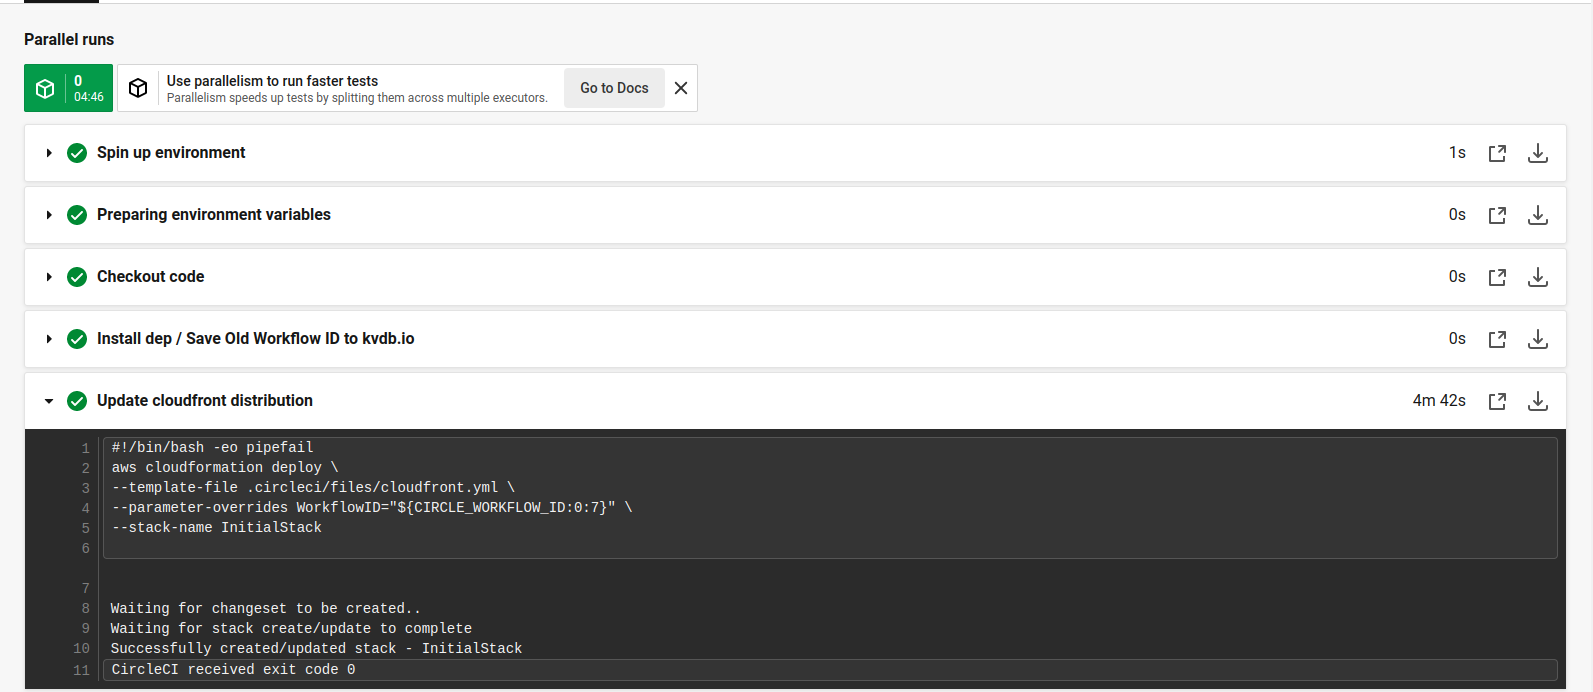 Parallel runs
0
04:46
Use parallelism to run faster tests
Parallelism speeds up tests by splitting them across multiple executors.
Go to Docs
Spin up environment 1s
Preparing environment variables 0s
Checkout code 0s
Install dep / Save Old Workflow ID to kvdb.io 0s
Update cloudfront distribution 4m 42s
1 #!/bin/bash -eo pipefail
2 aws cloudformation deploy \
3 --template-file .circleci/files/cloudfront.yml \
4 --parameter-overrides WorkflowID="${CIRCLE_WORKFLOW_ID:0:7}" \
5 --stack-name InitialStack
6
7
8 Waiting for changeset to be created..
9 Waiting for stack create/update to complete
10 Successfully created/updated stack - InitialStack
11 CircleCI received exit code 0